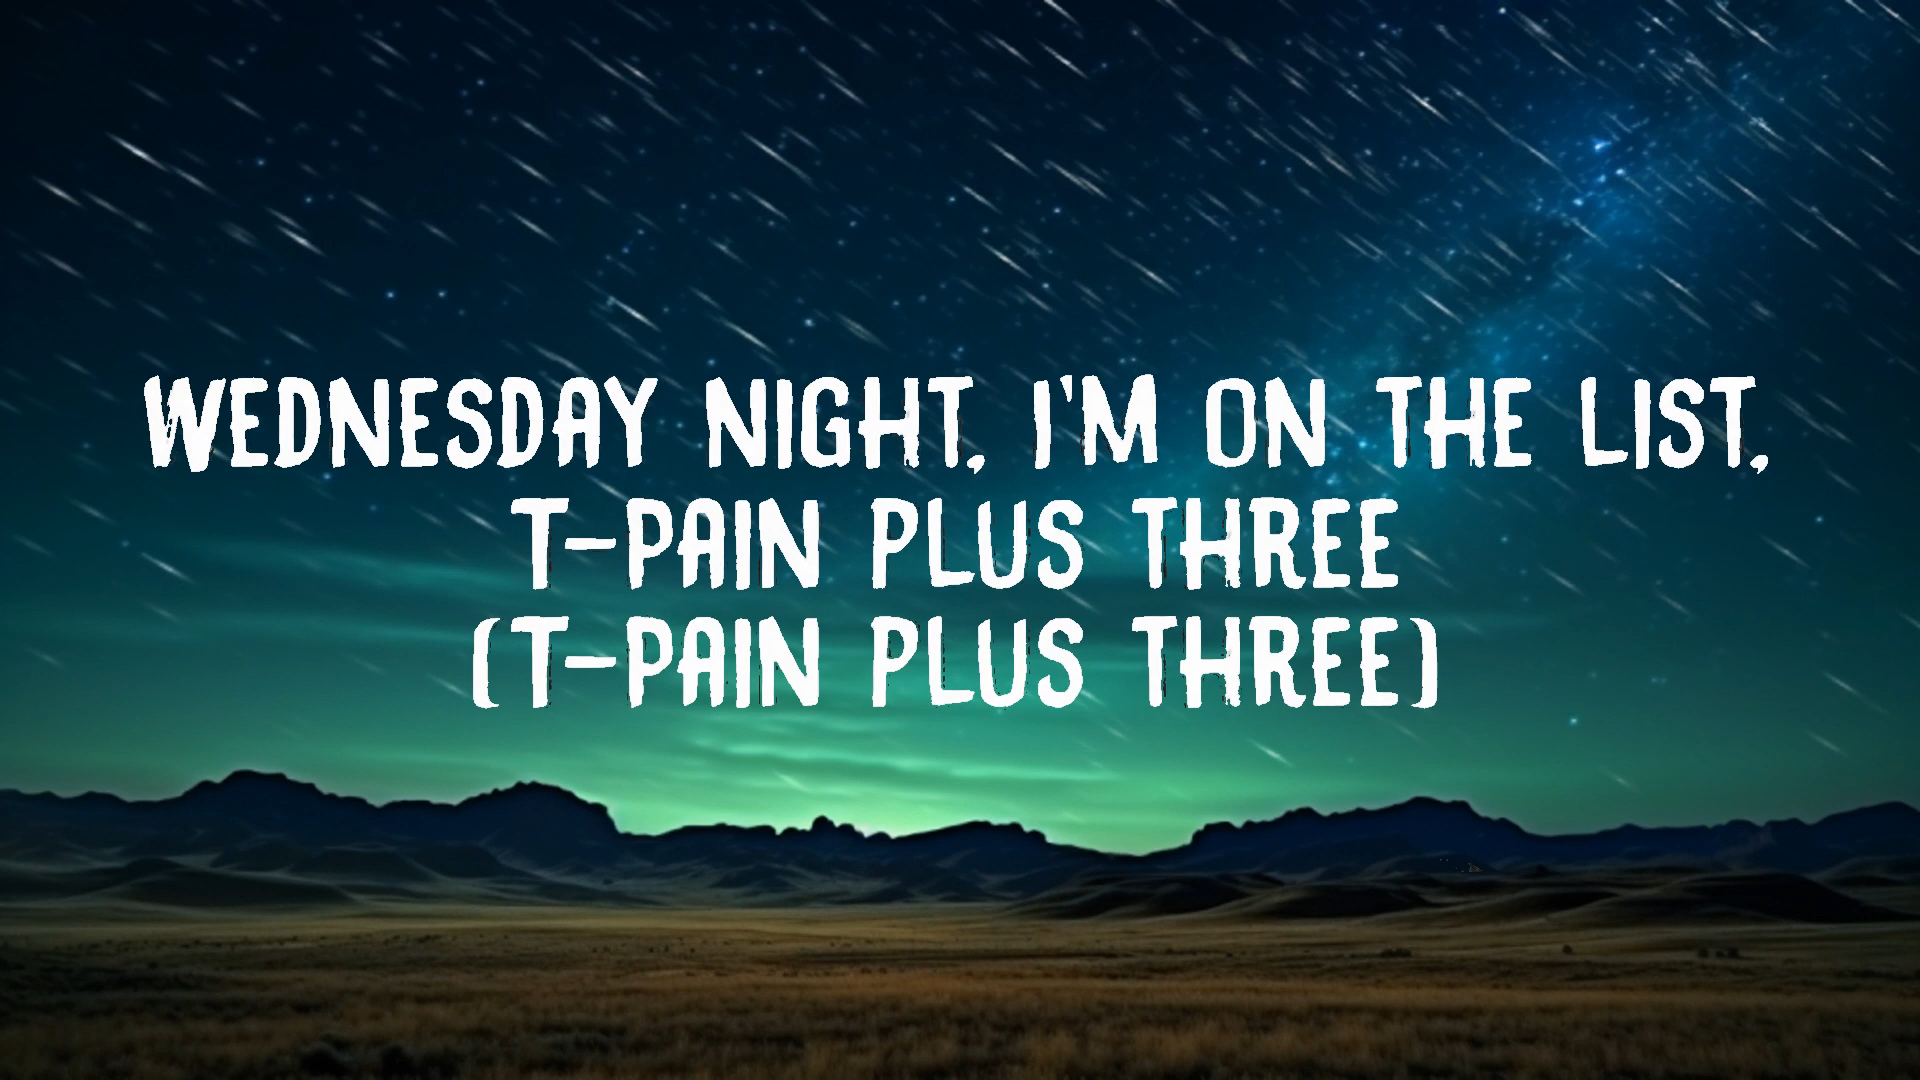 WEDNESDAY NIGHT, I'M ON THE LIST,
T-PAIN PLUS THREE
(T-PAIN PLUS THREE)